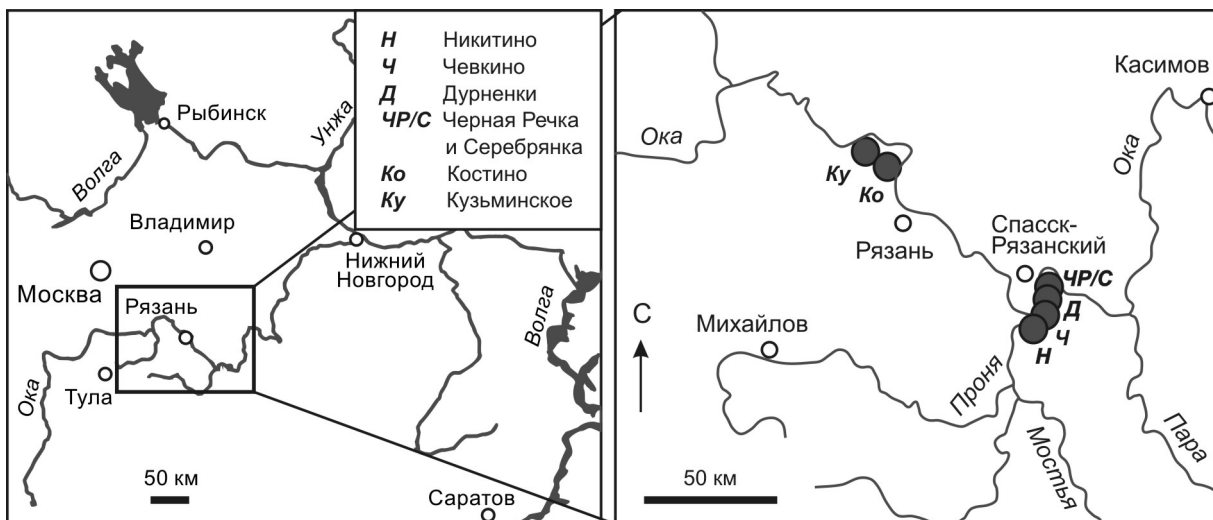 Рыбинск
Волга
Унжа
Владимир
Москва
Рязань
Нижний
Новгород
Волга
Ока
Тула
Саратов
50 км
Н Никитино
Ч Чевкино
Д Дурненки
ЧР/С Черная Речка
и Серебрянка
Ко Костино
Ку Кузьминское
Касимов
Ока
Ока
Ку
Ко
Рязань
Спасск-
Рязанский
ЧР/С
Д
Ч
Н
С
Михайлов
Проня
Мостья
Пара
50 км